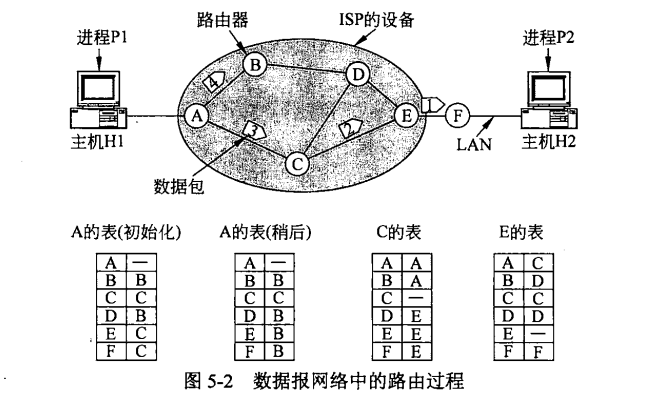 进程P1
路由器
ISP的设备
进程P2
B
D
4
A
3
2
E
1
F
C
主机H1
数据包
LAN
主机H2
A的表(初始化)
A —
B B
C C
D B
E C
F C
A的表(稍后)
A —
B B
C C
D B
E B
F B
C的表
A A
B A
C —
D E
E E
F E
E的表
A C
B D
C C
D D
E —
F F
图 5-2 数据报网络中的路由过程